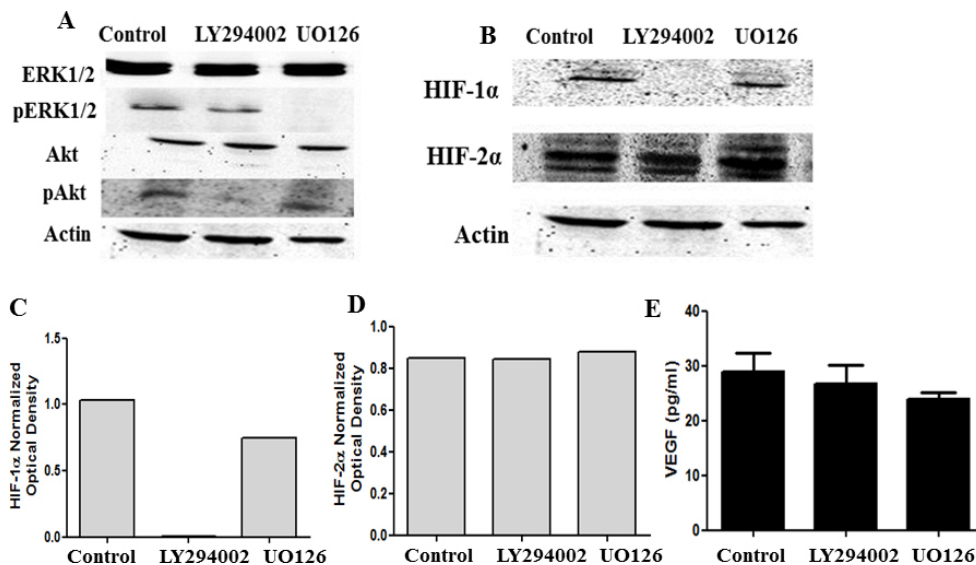 A
Control LY294002 UO126
ERK1/2
pERK1/2
Akt
pAkt
Actin
B
Control LY294002 UO126
HIF-1α
HIF-2α
Actin
C
HIF-1α Normalized
Optical Density
1.5
1.0
0.5
0.0
Control LY294002 UO126
D
HIF-2α Normalized
Optical Density
1.0
0.8
0.6
0.4
0.2
0.0
Control LY294002 UO126
E
VEGF (pg/ml)
40
30
20
10
0
Control LY294002 UO126